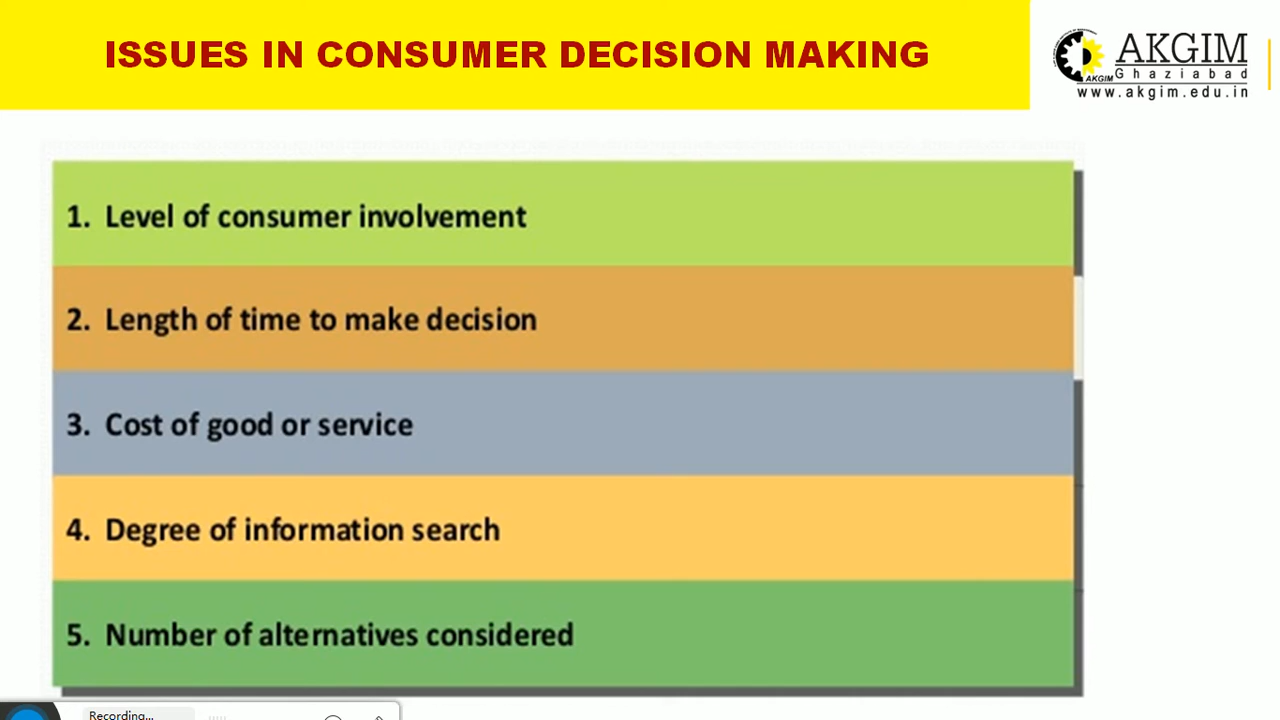 ISSUES IN CONSUMER DECISION MAKING
AKGIM
AKGIM Ghaziabad
www.akgim.edu.in
1. Level of consumer involvement
2. Length of time to make decision
3. Cost of good or service
4. Degree of information search
5. Number of alternatives considered
Recording...